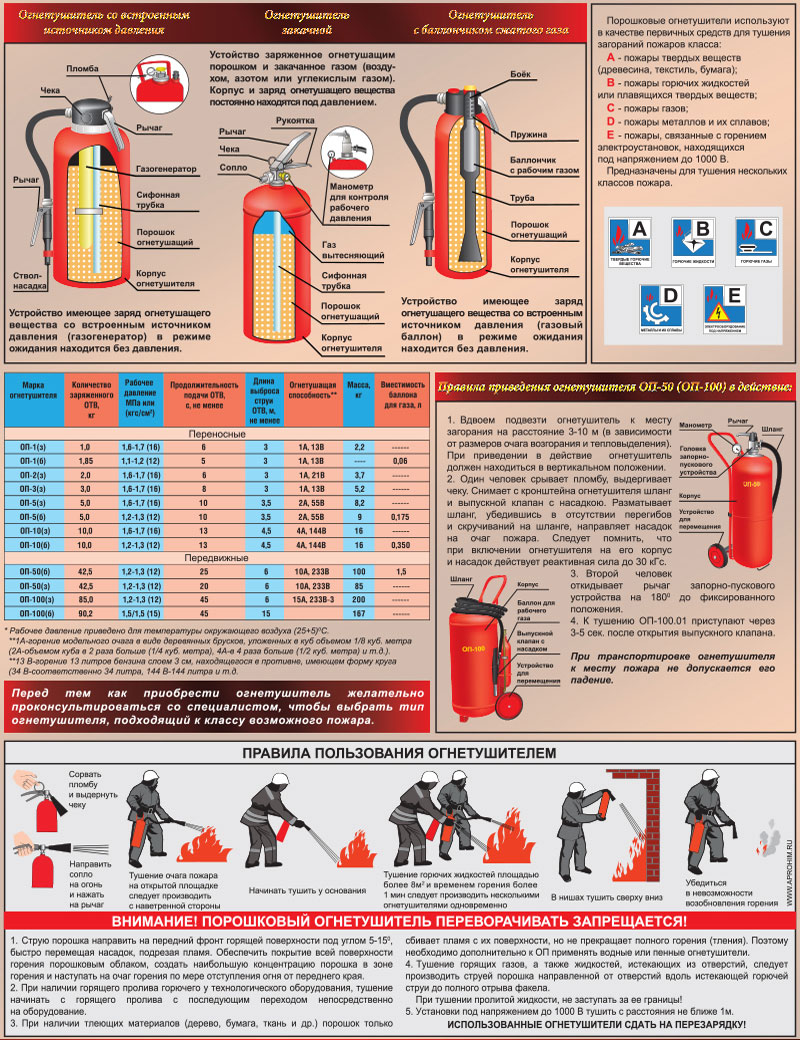 Огнетушитель со встроенным
источником давления
Пломба
Чека
Рычаг
Газогенератор
Сифонная
трубка
Рычаг
Порошок
огнетушащий
Ствол-
насадка
Корпус
огнетушителя
Устройство имеющее заряд огнетушащего
вещества со встроенным источником
давления (газогенератор) в режиме
ожидания находится без давления.
Огнетушитель
закачной
Устройство заряженное огнетушащим
порошком и закачанное газом (возду-
хом, азотом или углекислым газом).
Корпус и заряд огнетушащего вещества
постоянно находятся под давлением.
Рукоятка
Рычаг
Чека
Сопло
Манометр
для контроля
рабочего
давления
Газ
вытесняющий
Сифонная
трубка
Порошок
огнетушащий
Корпус
огнетушителя
Огнетушитель
с баллончиком сжатого газа
Боёк
Пружина
Баллончик
с рабочим газом
Труба
Порошок
огнетушащий
Корпус
огнетушителя
Устройство имеющее заряд
огнетушащего вещества со встроенным
источником давления (газовый
баллон) в режиме ожидания
находится без давления.
Порошковые огнетушители используют
в качестве первичных средств для тушения
загораний пожаров класса:
А - пожары твердых веществ
(древесина, текстиль, бумага);
В - пожары горючих жидкостей
или плавящихся твердых веществ;
С - пожары газов;
D - пожары металлов и их сплавов;
Е - пожары, связанные с горением
электроустановок, находящихся
под напряжением до 1000 В.
Предназначены для тушения нескольких
классов пожара.
A
ТВЕРДЫЕ ГОРЮЧИЕ
ВЕЩЕСТВА
B
ГОРЮЧИЕ ЖИДКОСТИ
C
ГОРЮЧИЕ ГАЗЫ
D
МЕТАЛЛЫ И ИХ СПЛАВЫ
E
ЭЛЕКТРООБОРУДОВАНИЕ
ПОД НАПРЯЖЕНИЕМ
Марка огнетушителя | Количество заряженного ОТВ, кг | Рабочее давление МПа или (кгс/см²) | Продолжительность подачи ОТВ, с, не менее | Длина выброса струи ОТВ, м, не менее | Огнетушащая способность** | Масса, кг | Вместимость баллона для газа, л
Переносные
ОП-1(з) 1,0 1,6-1,7 (16) 6 3 1А, 13В 2,2 ------
ОП-1(б) 1,85 1,1-1,2 (12) 5 3 1А, 13В ---- 0,06
ОП-2(з) 2,0 1,6-1,7 (16) 6 3 1А, 21В 3,7 ------
ОП-3(з) 3,0 1,6-1,7 (16) 8 3 1А, 13В 5,2 ------
ОП-5(з) 5,0 1,6-1,7 (16) 10 3,5 2А, 55В 8,2 ------
ОП-5(б) 5,0 1,2-1,3 (12) 10 3,5 2А, 55В 9 0,175
ОП-10(з) 10,0 1,6-1,7 (16) 13 4,5 4А, 144В 16 ------
ОП-10(б) 10,0 1,2-1,3 (12) 13 4,5 4А, 144В 16 0,350
Передвижные
ОП-50(б) 42,5 1,2-1,3 (12) 25 6 10А, 233В 100 1,5
ОП-50(з) 42,5 1,2-1,3 (12) 20 6 10А, 233В 85 ------
ОП-100(з) 85,0 1,2-1,3 (12) 45 6 15А, 233В-3 200 ------
ОП-100(б) 90,2 1,5/1,5 (15) 45 15 167 ------
* Рабочее давление приведено для температуры окружающего воздуха (25+5)⁰С.
**1А-горение модельного очага в виде деревянных брусков, уложенных в куб объемом 1/8 куб. метра
(2А-объемом куба в 2 раза больше (1/4 куб. метра), 4А-в 4 раза больше (1/2 куб. метра) и т.д.).
**13 В-горение 13 литров бензина слоем 3 см, находящегося в противне, имеющем форму круга
(34 В-соответственно 34 литра, 144 В-144 литра и т.д.
Перед тем как приобрести огнетушитель желательно
проконсультироваться со специалистом, чтобы выбрать тип
огнетушителя, подходящий к классу возможного пожара.
Правила приведения огнетушителя ОП-50 (ОП-100) в действие:
1. Вдвоем подвезти огнетушитель к месту
загорания на расстояние 3-10 м (в зависимости
от размеров очага возгорания и тепловыделения).
При приведении в действие огнетушитель
должен находиться в вертикальном положении.
2. Один человек срывает пломбу, выдергивает
чеку. Снимает с кронштейна огнетушителя шланг
и выпускной клапан с насадкою. Разматывает
шланг, убедившись в отсутствии перегибов
и скручиваний на шланге, направляет насадок
на очаг пожара. Следует помнить, что
при включении огнетушителя на его корпус
и насадок действует реактивная сила до 30 кГс.
3. Второй человек
откидывает рычаг запорно-пускового
устройства на 180⁰ до фиксированного
положения.
4. К тушению ОП-100.01 приступают через
3-5 сек. после открытия выпускного клапана.
При транспортировке огнетушителя
к месту пожара не допускается его
падение.
Манометр
Рычаг
Шланг
Головка
запорно-
пускового
устройства
Корпус
Устройство
для
перемещения
ОП-50
Шланг
Корпус
Баллон для
рабочего
газа
Выпускной
клапан с
насадком
Устройство
для
перемещения
ОП-100
ПРАВИЛА ПОЛЬЗОВАНИЯ ОГНЕТУШИТЕЛЕМ
Сорвать
пломбу
и выдернуть
чеку
Направить
сопло
на огонь
и нажать
на рычаг
Тушение очага пожара
на открытой площадке
следует производить
с наветренной стороны
Начинать тушить у основания
Тушение горючих жидкостей площадью
более 8м² и временем горения более
1 мин следует производить несколькими
огнетушителями одновременно
В нишах тушить сверху вниз
Убедиться
в невозможности
возобновления горения
WWW.APROHIM.RU
ВНИМАНИЕ! ПОРОШКОВЫЙ ОГНЕТУШИТЕЛЬ ПЕРЕВОРАЧИВАТЬ ЗАПРЕЩАЕТСЯ!
1. Струю порошка направить на передний фронт горящей поверхности под углом 5-15⁰,
быстро перемещая насадок, подрезая пламя. Обеспечить покрытие всей поверхности
горения порошковым облаком, создать наибольшую концентрацию порошка в зоне
горения и наступать на очаг горения по мере отступления огня от переднего края.
2. При наличии горящего пролива горючего у технологического оборудования, тушение
начинать с горящего пролива с последующим переходом непосредственно
на оборудование.
3. При наличии тлеющих материалов (дерево, бумага, ткань и др.) порошок только
сбивает пламя с их поверхности, но не прекращает полного горения (тления). Поэтому
необходимо дополнительно к ОП применять водные или пенные огнетушители.
4. Тушение горящих газов, а также жидкостей, истекающих из отверстий, следует
производить струей порошка направленной от отверстия вдоль истекающей горючей
струи до полного отрыва факела.
При тушении пролитой жидкости, не заступать за ее границы!
5. Установки под напряжением до 1000 В тушить с расстояния не ближе 1м.
ИСПОЛЬЗОВАННЫЕ ОГНЕТУШИТЕЛИ СДАТЬ НА ПЕРЕЗАРЯДКУ!